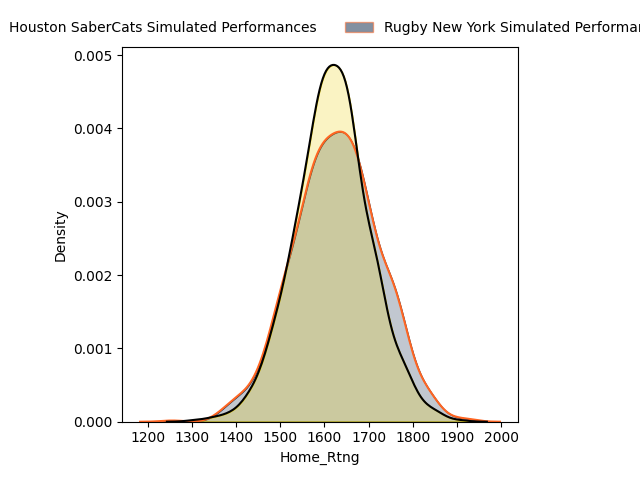 Houston SaberCats Simulated Performances
Rugby New York Simulated
0.005
0.004
0.003
0.002
0.001
0.000
Density
1200 1300 1400 1500 1600 1700 1800 1900 2000
Home_Rtng